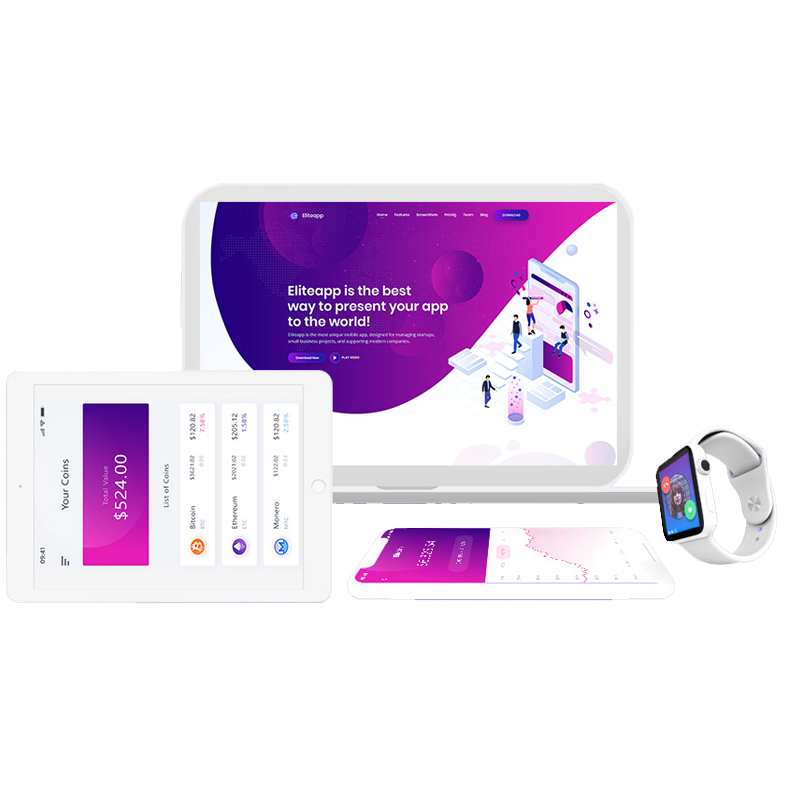 Eliteapp
Home Features ScreenShots Pricing Team Blog DOWNLOAD
Eliteapp is the best
way to present your app
to the world!
Eliteapp is the most unique mobile app, designed for managing startups,
small business projects, and supporting modern companies.
Download Now PLAY VIDEO
09:41
Your Coins
Total Value
$524.00
List of Coins
Bitcoin $3623.02 $120.82
BTC 0.05 7.58%
Ethereum $2023.02 $205.12
ETC 0.02 1.58%
Monero $122.02 $120.82
MTC 0.03 2.58%